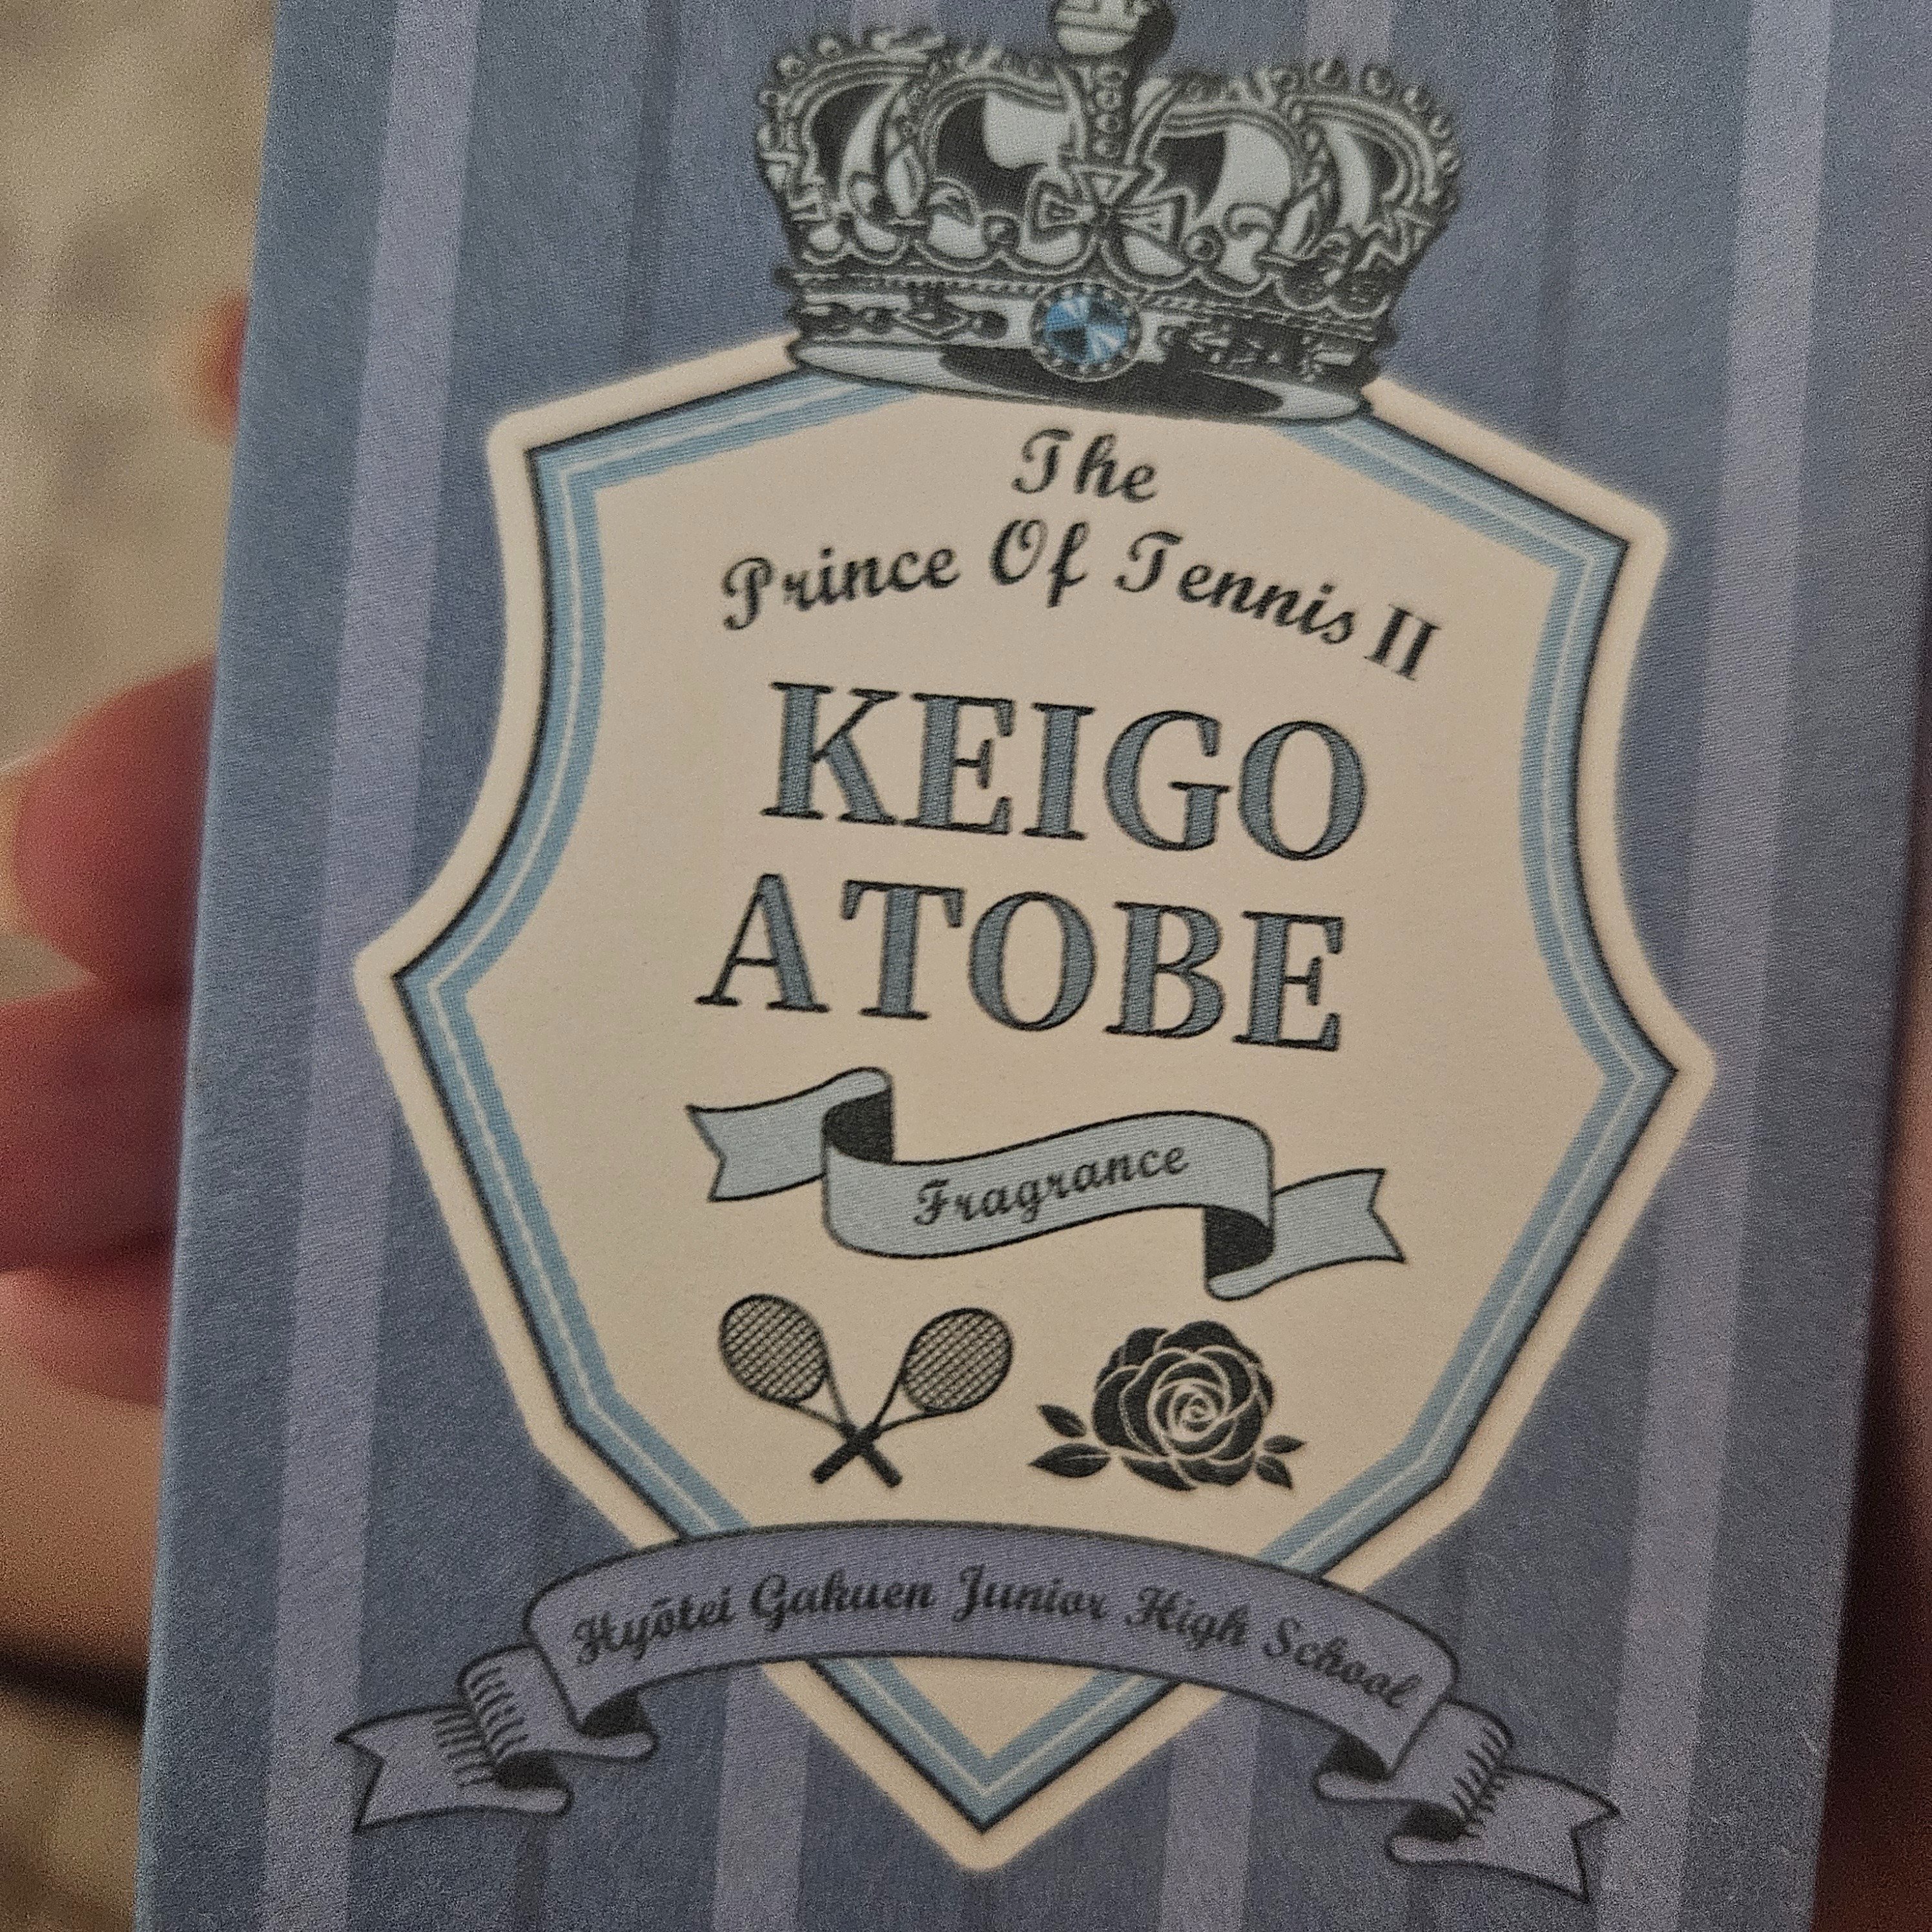 The
Prince Of Tennis II
KEIGO
ATOBE
Fragrance
Hyōtei Gakuen Junior High School